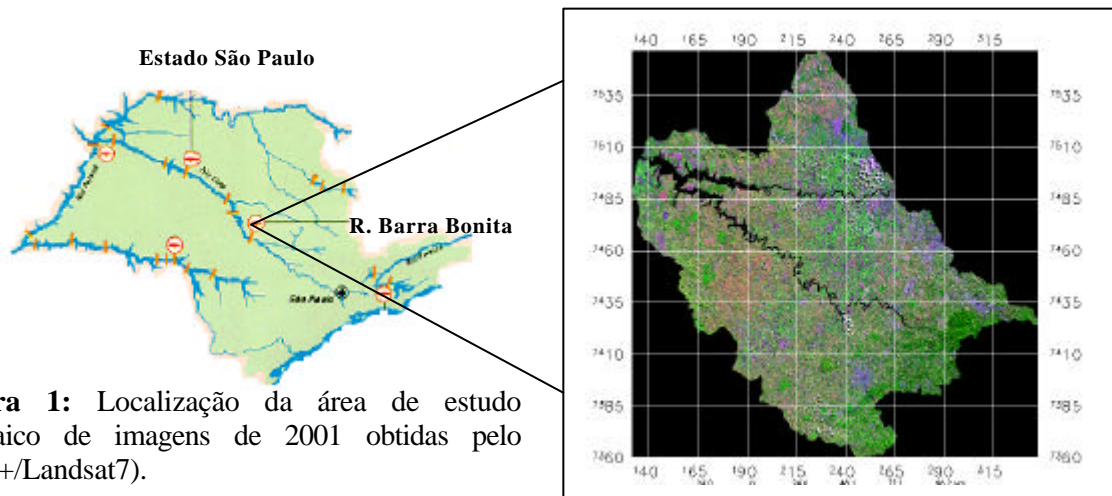 Estado São Paulo
R. Barra Bonita
São Paulo
140 165 190 215 240 265 290 315
7535 7535
7510 7510
7485 7485
7460 7460
7435 7435
7410 7410
7385 7385
7360 7360
140 165 190 215 240 265 290 315
ra 1: Localização da área de estudo
aico de imagens de 2001 obtidas pelo
+/Landsat7).